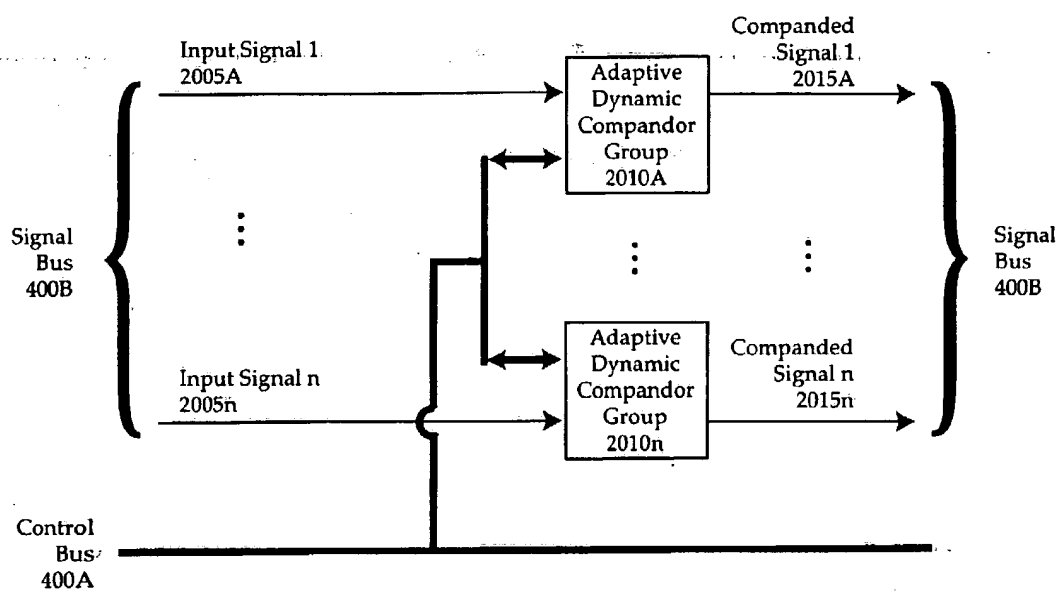 Input Signal 1
2005A
Adaptive
Dynamic
Compandor
Group
2010A
Companded
Signal 1
2015A
Signal
Bus
400B
Signal
Bus
400B
Input Signal n
2005n
Adaptive
Dynamic
Compandor
Group
2010n
Companded
Signal n
2015n
Control
Bus
400A